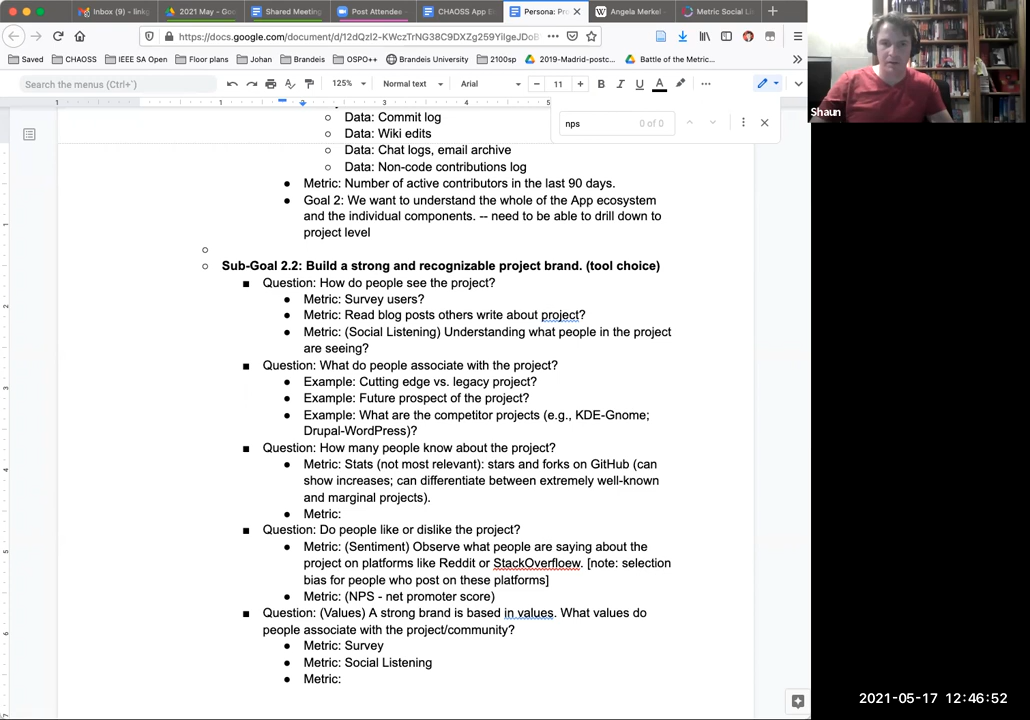 Inbox (9) - linkg
2021 May - Go
Shared Meeting
Post Attendee -
CHAOSS App E
Persona: Pro
Angela Merkel -
Metric Social Li
https://docs.google.com/document/d/12dQzI2-KWczTrNG38C9DXZg259YiIgeJDoB
Saved CHAOSS IEEE SA Open Floor plans Johan Brandeis OSPO++ Brandeis University 2100sp 2019-Madrid-postc... Battle of the Metric...
Search the menus (Ctrl+') 125% Normal text Arial 11 B I U A
nps 0 of 0
Data: Commit log
Data: Wiki edits
Data: Chat logs, email archive
Data: Non-code contributions log
Metric: Number of active contributors in the last 90 days.
Goal 2: We want to understand the whole of the App ecosystem
and the individual components. -- need to be able to drill down to
project level
Sub-Goal 2.2: Build a strong and recognizable project brand. (tool choice)
Question: How do people see the project?
Metric: Survey users?
Metric: Read blog posts others write about project?
Metric: (Social Listening) Understanding what people in the project
are seeing?
Question: What do people associate with the project?
Example: Cutting edge vs. legacy project?
Example: Future prospect of the project?
Example: What are the competitor projects (e.g., KDE-Gnome;
Drupal-WordPress)?
Question: How many people know about the project?
Metric: Stats (not most relevant): stars and forks on GitHub (can
show increases; can differentiate between extremely well-known
and marginal projects).
Metric:
Question: Do people like or dislike the project?
Metric: (Sentiment) Observe what people are saying about the
project on platforms like Reddit or StackOverfloew. [note: selection
bias for people who post on these platforms]
Metric: (NPS - net promoter score)
Question: (Values) A strong brand is based in values. What values do
people associate with the project/community?
Metric: Survey
Metric: Social Listening
Metric:
Shaun
2021-05-17 12:46:52